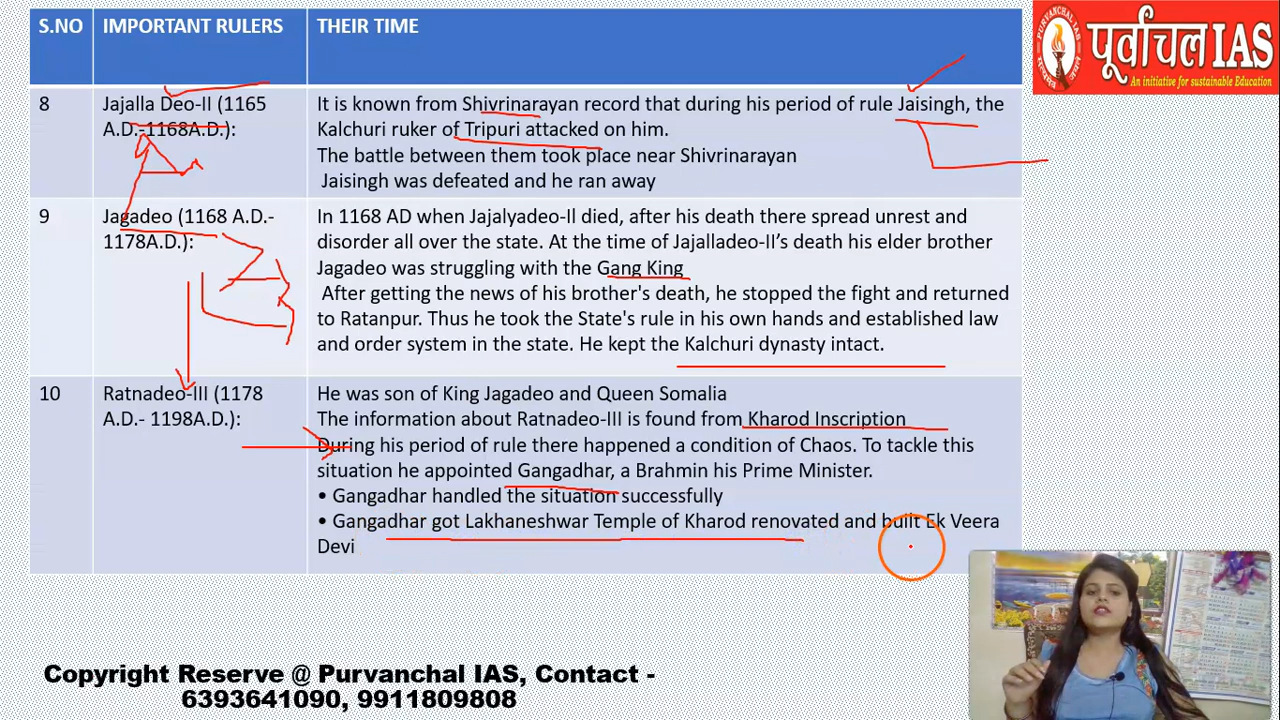 S.NO IMPORTANT RULERS THEIR TIME
8 Jajalla Deo-II (1165 A.D.-1168A.D.):
It is known from Shivrinarayan record that during his period of rule Jaisingh, the
Kalchuri ruker of Tripuri attacked on him.
The battle between them took place near Shivrinarayan
Jaisingh was defeated and he ran away
9 Jagadeo (1168 A.D.-
1178A.D.):
In 1168 AD when Jajalyadeo-II died, after his death there spread unrest and
disorder all over the state. At the time of Jajalladeo-II’s death his elder brother
Jagadeo was struggling with the Gang King
After getting the news of his brother's death, he stopped the fight and returned
to Ratanpur. Thus he took the State's rule in his own hands and established law
and order system in the state. He kept the Kalchuri dynasty intact.
10 Ratnadeo-III (1178
A.D.- 1198A.D.):
He was son of King Jagadeo and Queen Somalia
The information about Ratnadeo-III is found from Kharod Inscription
During his period of rule there happened a condition of Chaos. To tackle this
situation he appointed Gangadhar, a Brahmin his Prime Minister.
• Gangadhar handled the situation successfully
• Gangadhar got Lakhaneshwar Temple of Kharod renovated and built Ek Veera
Devi
PURVANCHAL IAS
पूर्वांचल IAS
An initiative for sustainable Education
Copyright Reserve @ Purvanchal IAS, Contact -
6393641090, 9911809808